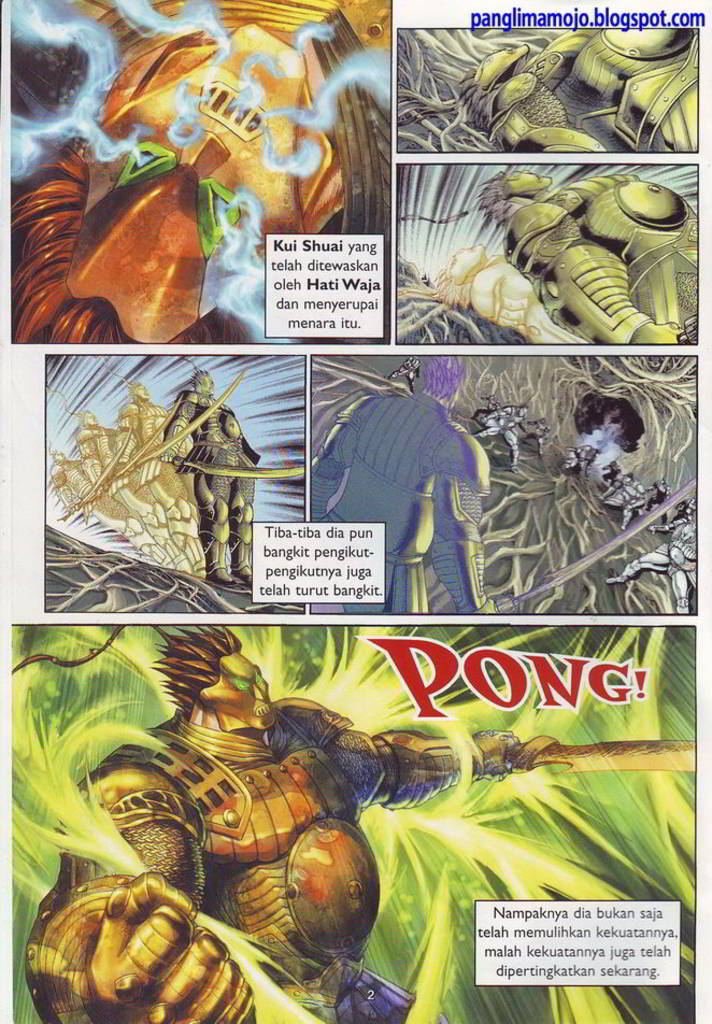 panglimamojo.blogspot.com
Kui Shuai yang
telah ditewaskan
oleh Hati Waja
dan menyerupai
menara itu.
Tiba-tiba dia pun
bangkit pengikut-
pengikutnya juga
telah turut bangkit.
PONG!
Nampaknya dia bukan saja
telah memulihkan kekuatannya,
malah kekuatannya juga telah
dipertingkatkan sekarang.
2